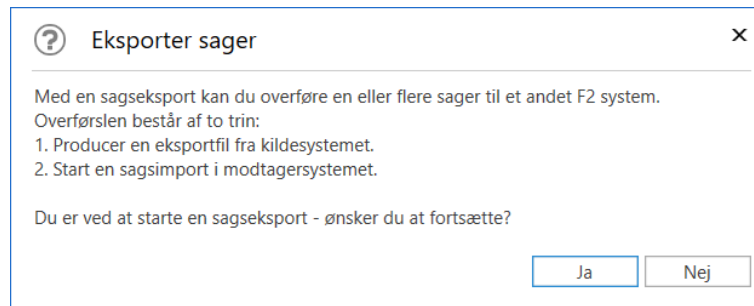 Eksporter sager
Med en sagseksport kan du overføre en eller flere sager til et andet F2 system.
Overførslen består af to trin:
1. Producer en eksportfil fra kildesystemet.
2. Start en sagsimport i modtagersystemet.
Du er ved at starte en sagseksport - ønsker du at fortsætte?
Ja Nej